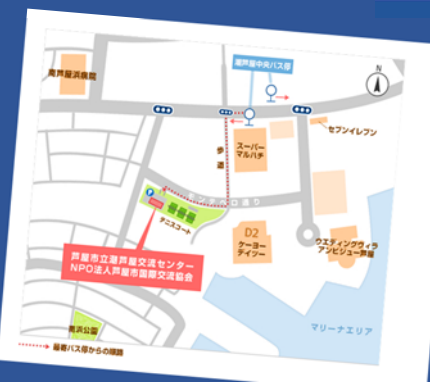 潮芦屋中央バス停
N
南芦屋浜病院
セブンイレブン
スーパー
マルハチ
歩道
P
テニスコート
D2
ケーヨー
デイツー
ウエディングヴィラ
アンビジュー芦屋
芦屋市立潮芦屋交流センター
NPO法人芦屋市国際交流協会
マリーナエリア
南浜公園
最寄バス停からの順路